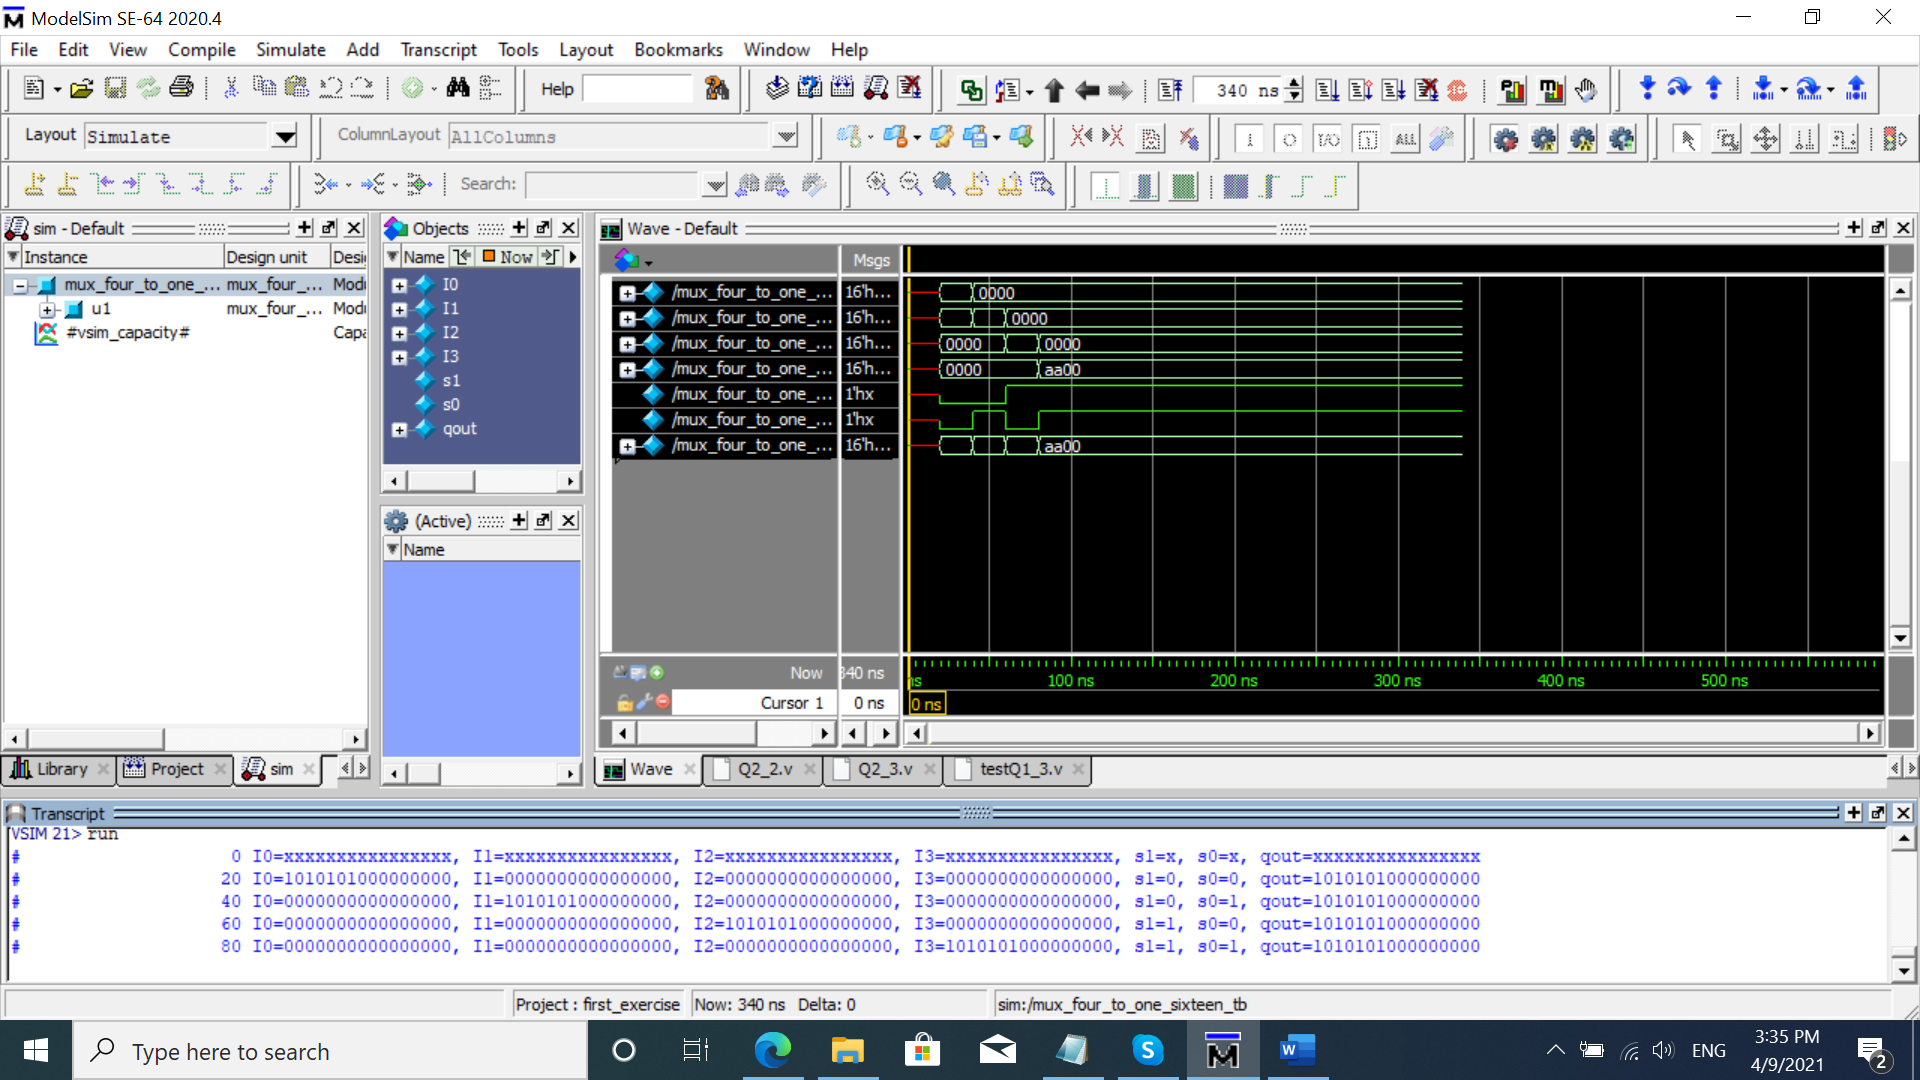 ModelSim SE-64 2020.4
File Edit View Compile Simulate Add Transcript Tools Layout Bookmarks Window Help
Help
340 ns
Layout Simulate
ColumnLayout AllColumns
ALL
Search:
sim - Default
Instance Design unit
mux_four_to_one_... mux_four_... Modu
u1 mux_four_... Modu
#vsim_capacity# Capa
Objects
Name Now
I0
I1
I2
I3
s1
s0
qout
(Active)
Name
Wave - Default
Msgs
/mux_four_to_one_... 16'h... 0000
/mux_four_to_one_... 16'h... 0000
/mux_four_to_one_... 16'h... 0000 0000
/mux_four_to_one_... 16'h... 0000 aa00
/mux_four_to_one_... 1'hx
/mux_four_to_one_... 1'hx
/mux_four_to_one_... 16'h... aa00
Now 340 ns ns 100 ns 200 ns 300 ns 400 ns 500 ns
Cursor 1 0 ns 0 ns
Library Project sim
Wave Q2_2.v Q2_3.v testQ1_3.v
Transcript
VSIM 21> run
# 0 I0=xxxxxxxxxxxxxxxx, I1=xxxxxxxxxxxxxxxx, I2=xxxxxxxxxxxxxxxx, I3=xxxxxxxxxxxxxxxx, s1=x, s0=x, qout=xxxxxxxxxxxxxxxx
# 20 I0=1010101000000000, I1=0000000000000000, I2=0000000000000000, I3=0000000000000000, s1=0, s0=0, qout=1010101000000000
# 40 I0=0000000000000000, I1=1010101000000000, I2=0000000000000000, I3=0000000000000000, s1=0, s0=1, qout=1010101000000000
# 60 I0=0000000000000000, I1=0000000000000000, I2=1010101000000000, I3=0000000000000000, s1=1, s0=0, qout=1010101000000000
# 80 I0=0000000000000000, I1=0000000000000000, I2=0000000000000000, I3=1010101000000000, s1=1, s0=1, qout=1010101000000000
Project : first_exercise Now: 340 ns Delta: 0 sim:/mux_four_to_one_sixteen_tb
Type here to search
ENG
3:35 PM
4/9/2021
2